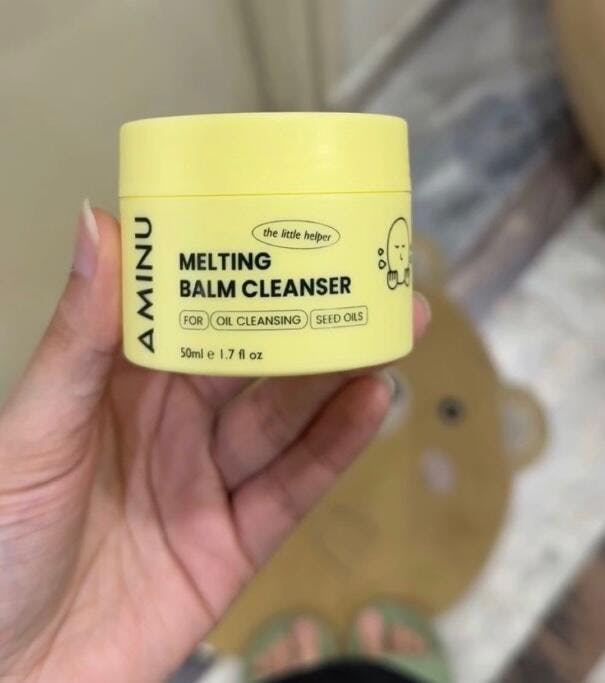 AMINU
the little helper
MELTING
BALM CLEANSER
FOR OIL CLEANSING SEED OILS
50ml e 1.7 fl oz